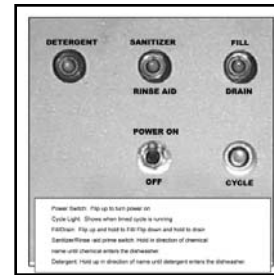 DETERGENT SANITIZER FILL
RINSE AID DRAIN
POWER ON
OFF CYCLE
Power Switch: Flip up to turn power on
Cycle Light: Shows when timed cycle is running
Fill/Drain: Flip up and hold to Fill/ Flip down and hold to drain
Sanitizer/Rinse aid prime switch: Hold in direction of chemical
name until chemical enters the dishwasher
Detergent: Hold up in direction of name until detergent enters the dishwasher